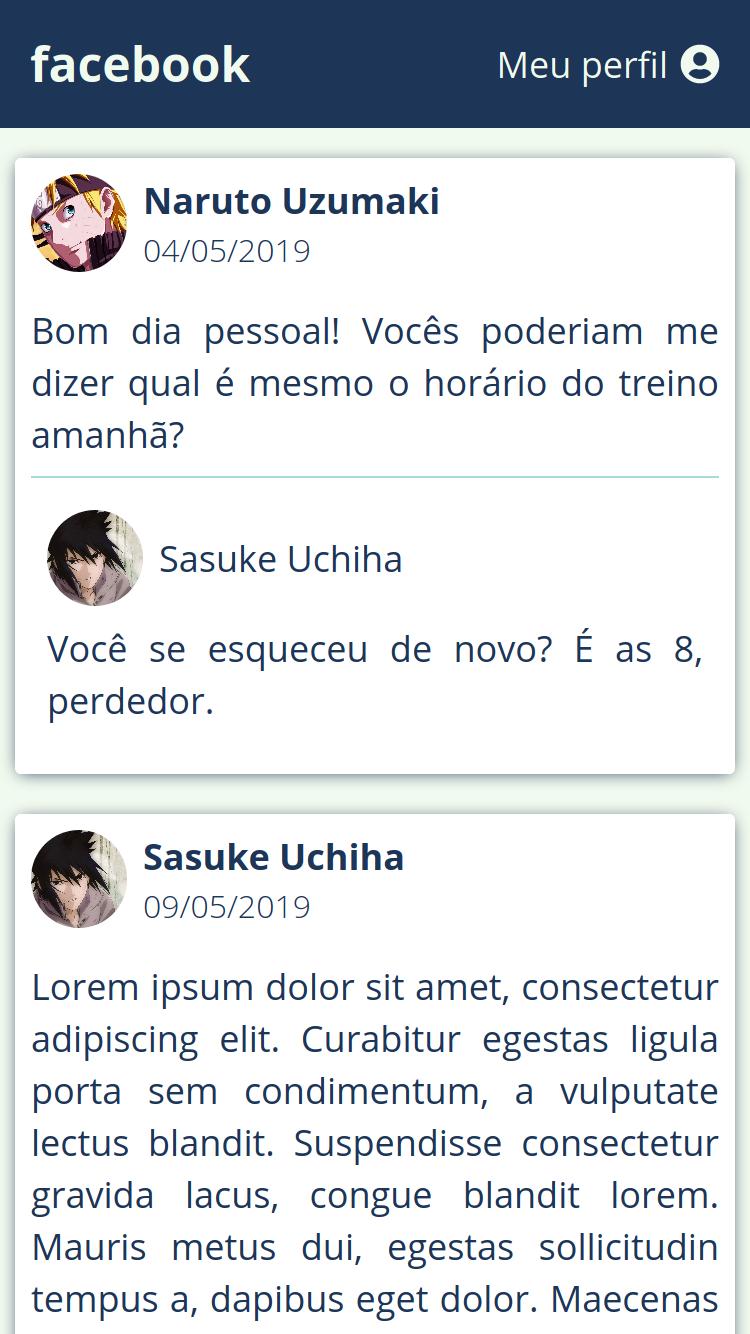 facebook
Meu perfil
Naruto Uzumaki
04/05/2019
Bom dia pessoal! Vocês poderiam me
dizer qual é mesmo o horário do treino
amanhã?
Sasuke Uchiha
Você se esqueceu de novo? É as 8,
perdedor.
Sasuke Uchiha
09/05/2019
Lorem ipsum dolor sit amet, consectetur
adipiscing elit. Curabitur egestas ligula
porta sem condimentum, a vulputate
lectus blandit. Suspendisse consectetur
gravida lacus, congue blandit lorem.
Mauris metus dui, egestas sollicitudin
tempus a, dapibus eget dolor. Maecenas